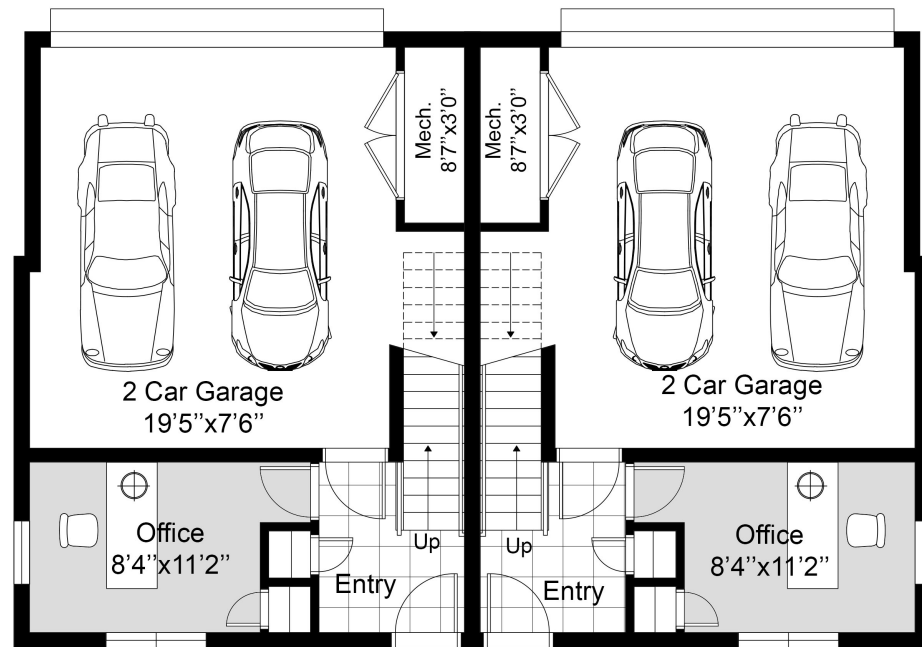 Mech.
8'7''x3'0''
Mech.
8'7''x3'0''
2 Car Garage
19'5''x7'6''
2 Car Garage
19'5''x7'6''
Office
8'4''x11'2''
Up
Entry
Up
Entry
Office
8'4''x11'2''